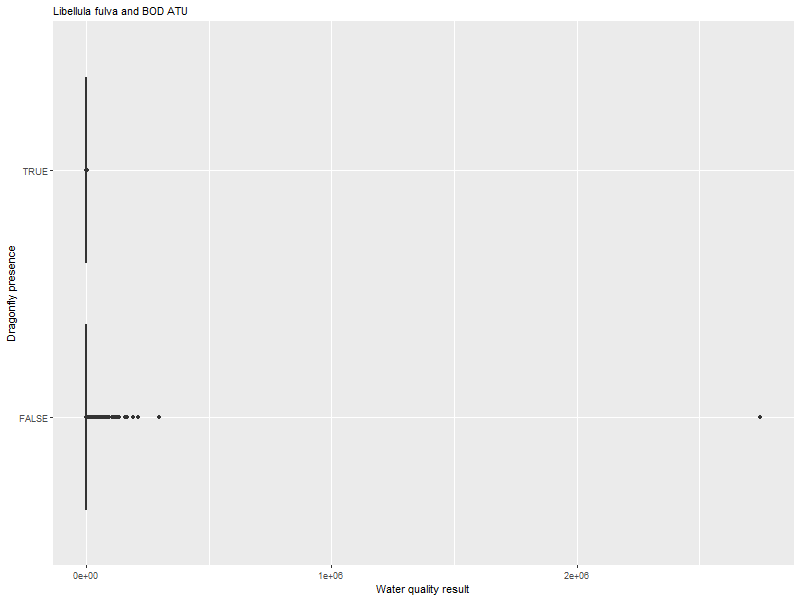 Libellula fulva and BOD ATU
TRUE
FALSE
Dragonfly presence
0e+00
1e+06
2e+06
Water quality result